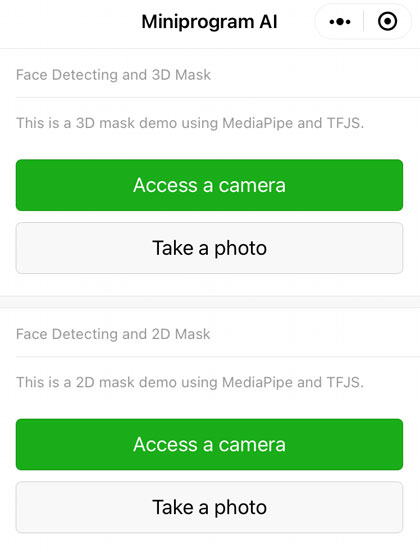 Miniprogram AI
Face Detecting and 3D Mask
This is a 3D mask demo using MediaPipe and TFJS.
Access a camera
Take a photo
Face Detecting and 2D Mask
This is a 2D mask demo using MediaPipe and TFJS.
Access a camera
Take a photo